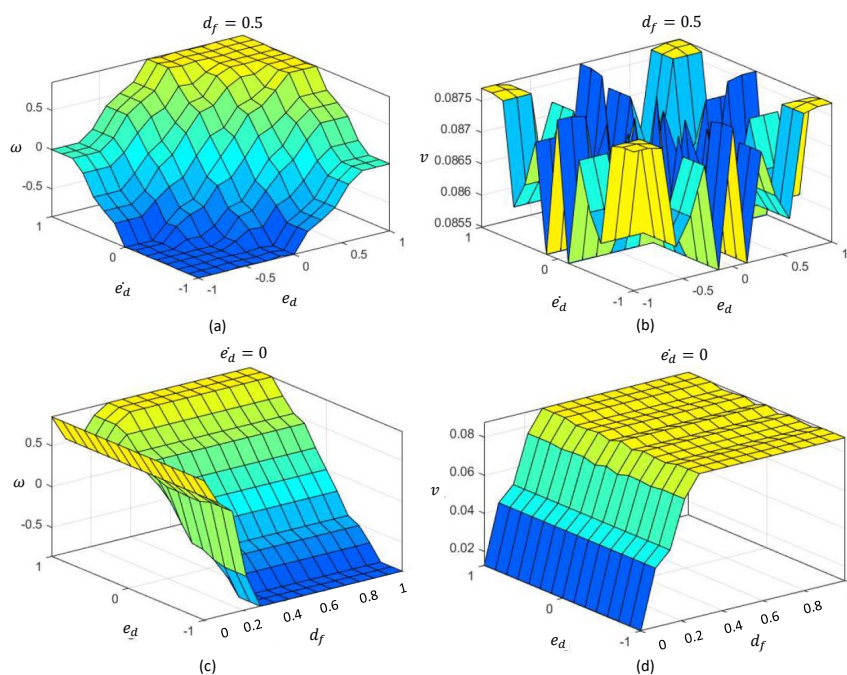 d_f = 0.5
ω
0.5
0
-0.5
1
0
-1
ė_d
-1
-0.5
0
0.5
1
e_d
(a)
d_f = 0.5
v
0.0875
0.087
0.0865
0.086
0.0855
1
0
-1
ė_d
-1
-0.5
0
0.5
1
e_d
(b)
ė_d = 0
ω
0.5
0
-0.5
1
0
-1
e_d
0 0.2 0.4 0.6 0.8 1
d_f
(c)
ė_d = 0
v
0.08
0.06
0.04
0.02
1
0
-1
e_d
0 0.2 0.4 0.6 0.8
d_f
(d)